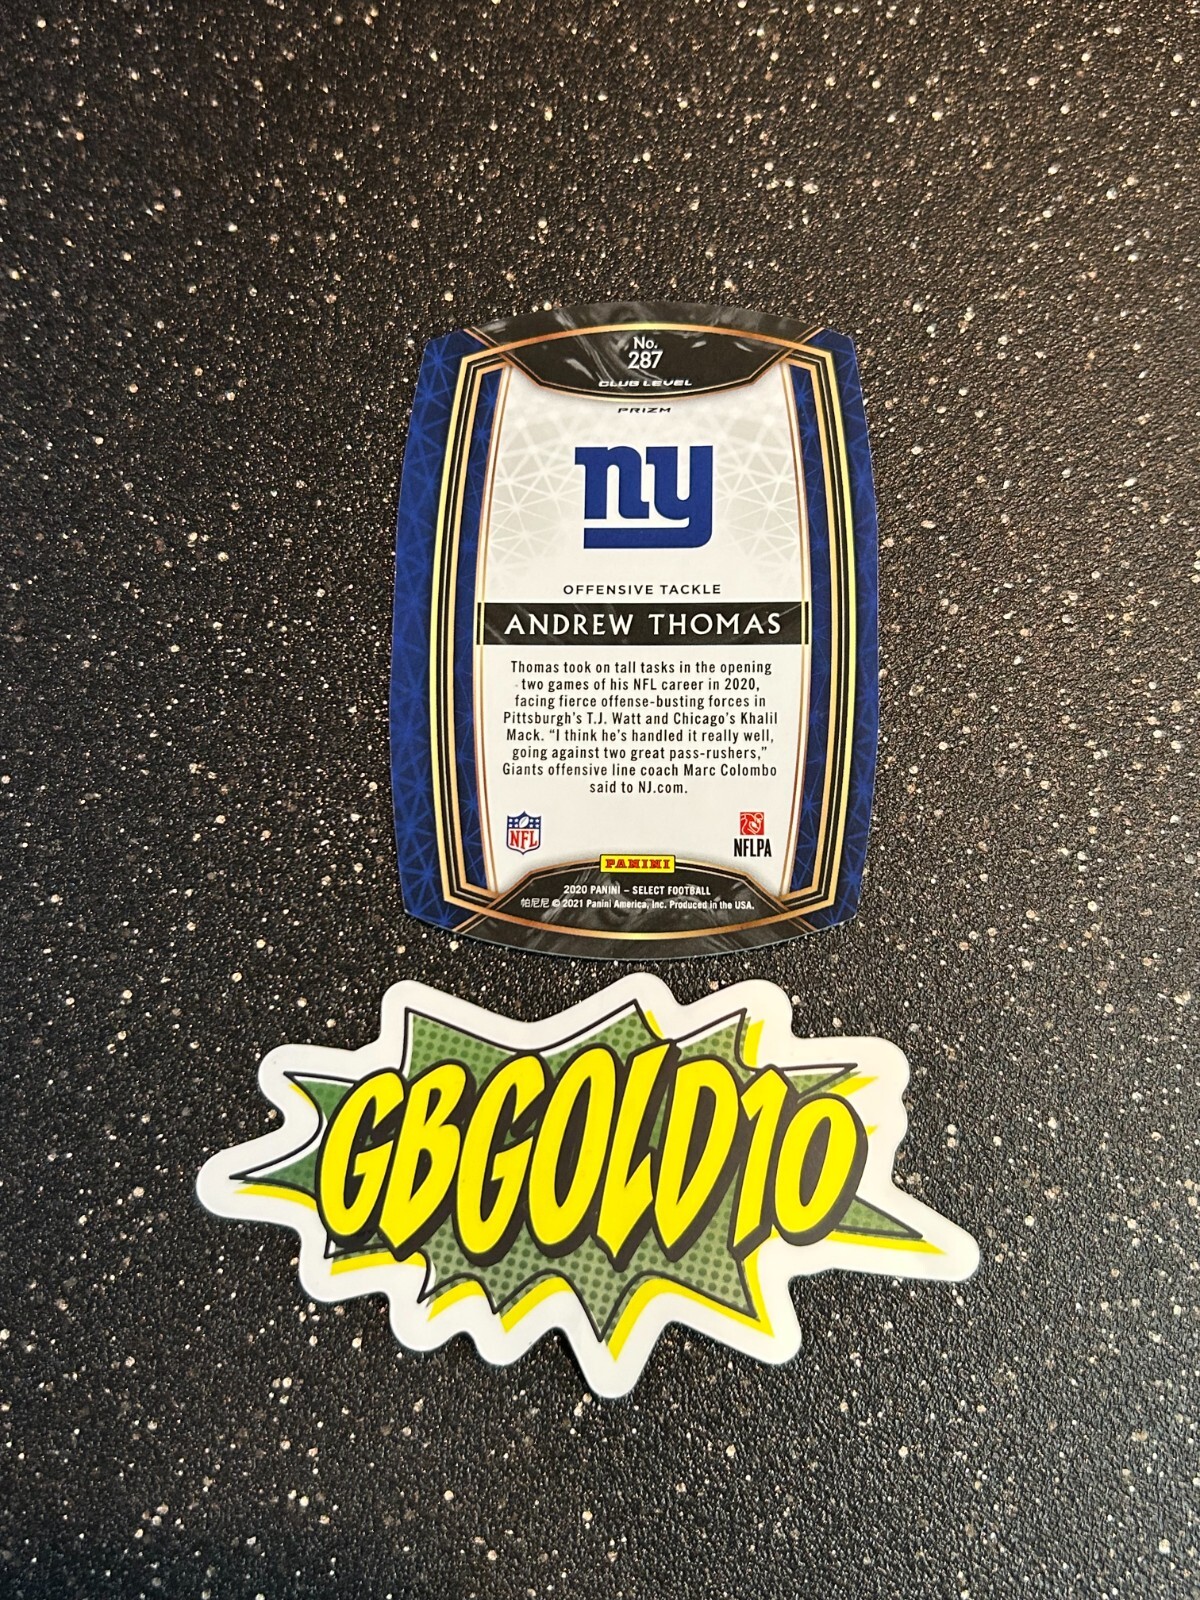 No.
287
CLUB LEVEL
PRIZM
ny
OFFENSIVE TACKLE
ANDREW THOMAS
Thomas took on tall tasks in the opening
two games of his NFL career in 2020,
facing fierce offense-busting forces in
Pittsburgh's T.J. Watt and Chicago's Khalil
Mack. “I think he's handled it really well,
going against two great pass-rushers,”
Giants offensive line coach Marc Colombo
said to NJ.com.
NFL
NFLPA
PANINI
2020 PANINI – SELECT FOOTBALL
帕尼尼 © 2021 Panini America, Inc. Produced in the USA.
GBGOLD10